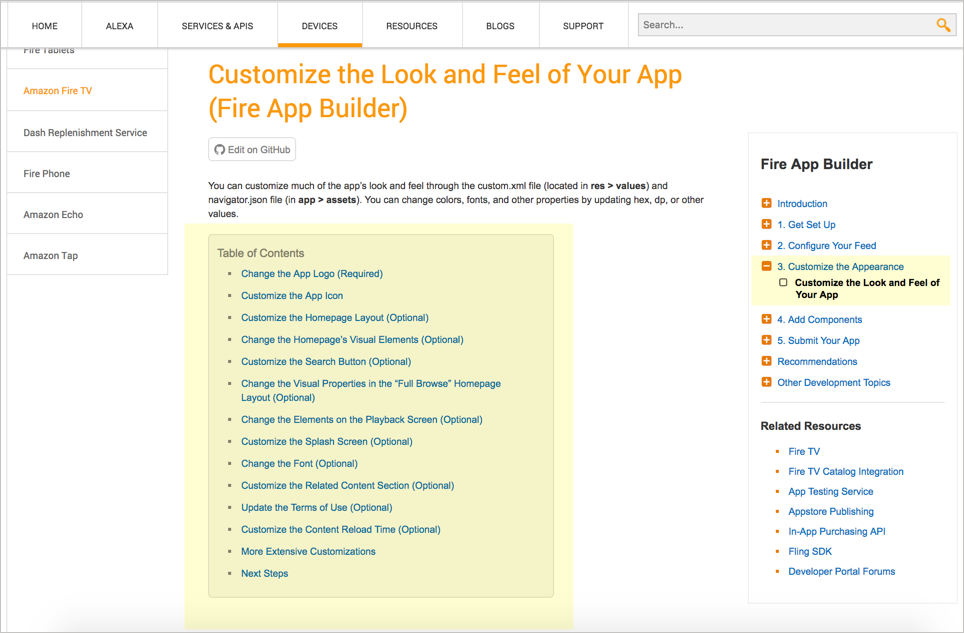 HOME
ALEXA
SERVICES & APIS
DEVICES
RESOURCES
BLOGS
SUPPORT
Search...
Fire Tablets
Amazon Fire TV
Dash Replenishment Service
Fire Phone
Amazon Echo
Amazon Tap
Customize the Look and Feel of Your App
(Fire App Builder)
Edit on GitHub
You can customize much of the app's look and feel through the custom.xml file (located in res > values) and
navigator.json file (in app > assets). You can change colors, fonts, and other properties by updating hex, dp, or other
values.
Table of Contents
Change the App Logo (Required)
Customize the App Icon
Customize the Homepage Layout (Optional)
Change the Homepage's Visual Elements (Optional)
Customize the Search Button (Optional)
Change the Visual Properties in the “Full Browse” Homepage
Layout (Optional)
Change the Elements on the Playback Screen (Optional)
Customize the Splash Screen (Optional)
Change the Font (Optional)
Customize the Related Content Section (Optional)
Update the Terms of Use (Optional)
Customize the Content Reload Time (Optional)
More Extensive Customizations
Next Steps
Fire App Builder
Introduction
1. Get Set Up
2. Configure Your Feed
3. Customize the Appearance
Customize the Look and Feel of
Your App
4. Add Components
5. Submit Your App
Recommendations
Other Development Topics
Related Resources
Fire TV
Fire TV Catalog Integration
App Testing Service
Appstore Publishing
In-App Purchasing API
Fling SDK
Developer Portal Forums